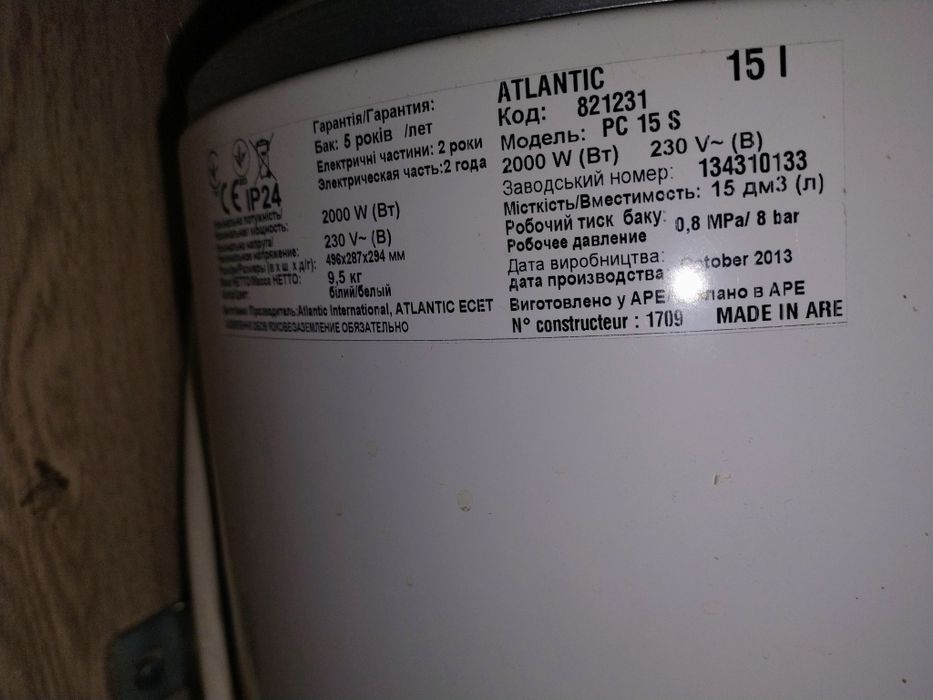 Гарантія/Гарантия:
Бак: 5 років /лет
Електричні частини: 2 роки
Электрическая часть:2 года
CE IP24
2000 W (Вт)
230 V~ (В)
496x287x294 мм
9,5 кг
білий/белый
Atlantic International, ATLANTIC ECET
ЗАЗЕМЛЕНИЕ ОБЯЗАТЕЛЬНО
ATLANTIC 15 l
Код: 821231
Модель: PC 15 S
2000 W (Вт) 230 V~ (В)
Заводський номер: 134310133
Місткість/Вместимость: 15 дм3 (л)
Робочий тиск баку: 0,8 MPa/ 8 bar
Рабочее давление
Дата виробництва: October 2013
дата производства:
Виготовлено у АРЕ в АРЕ
N° constructeur : 1709 MADE IN ARE